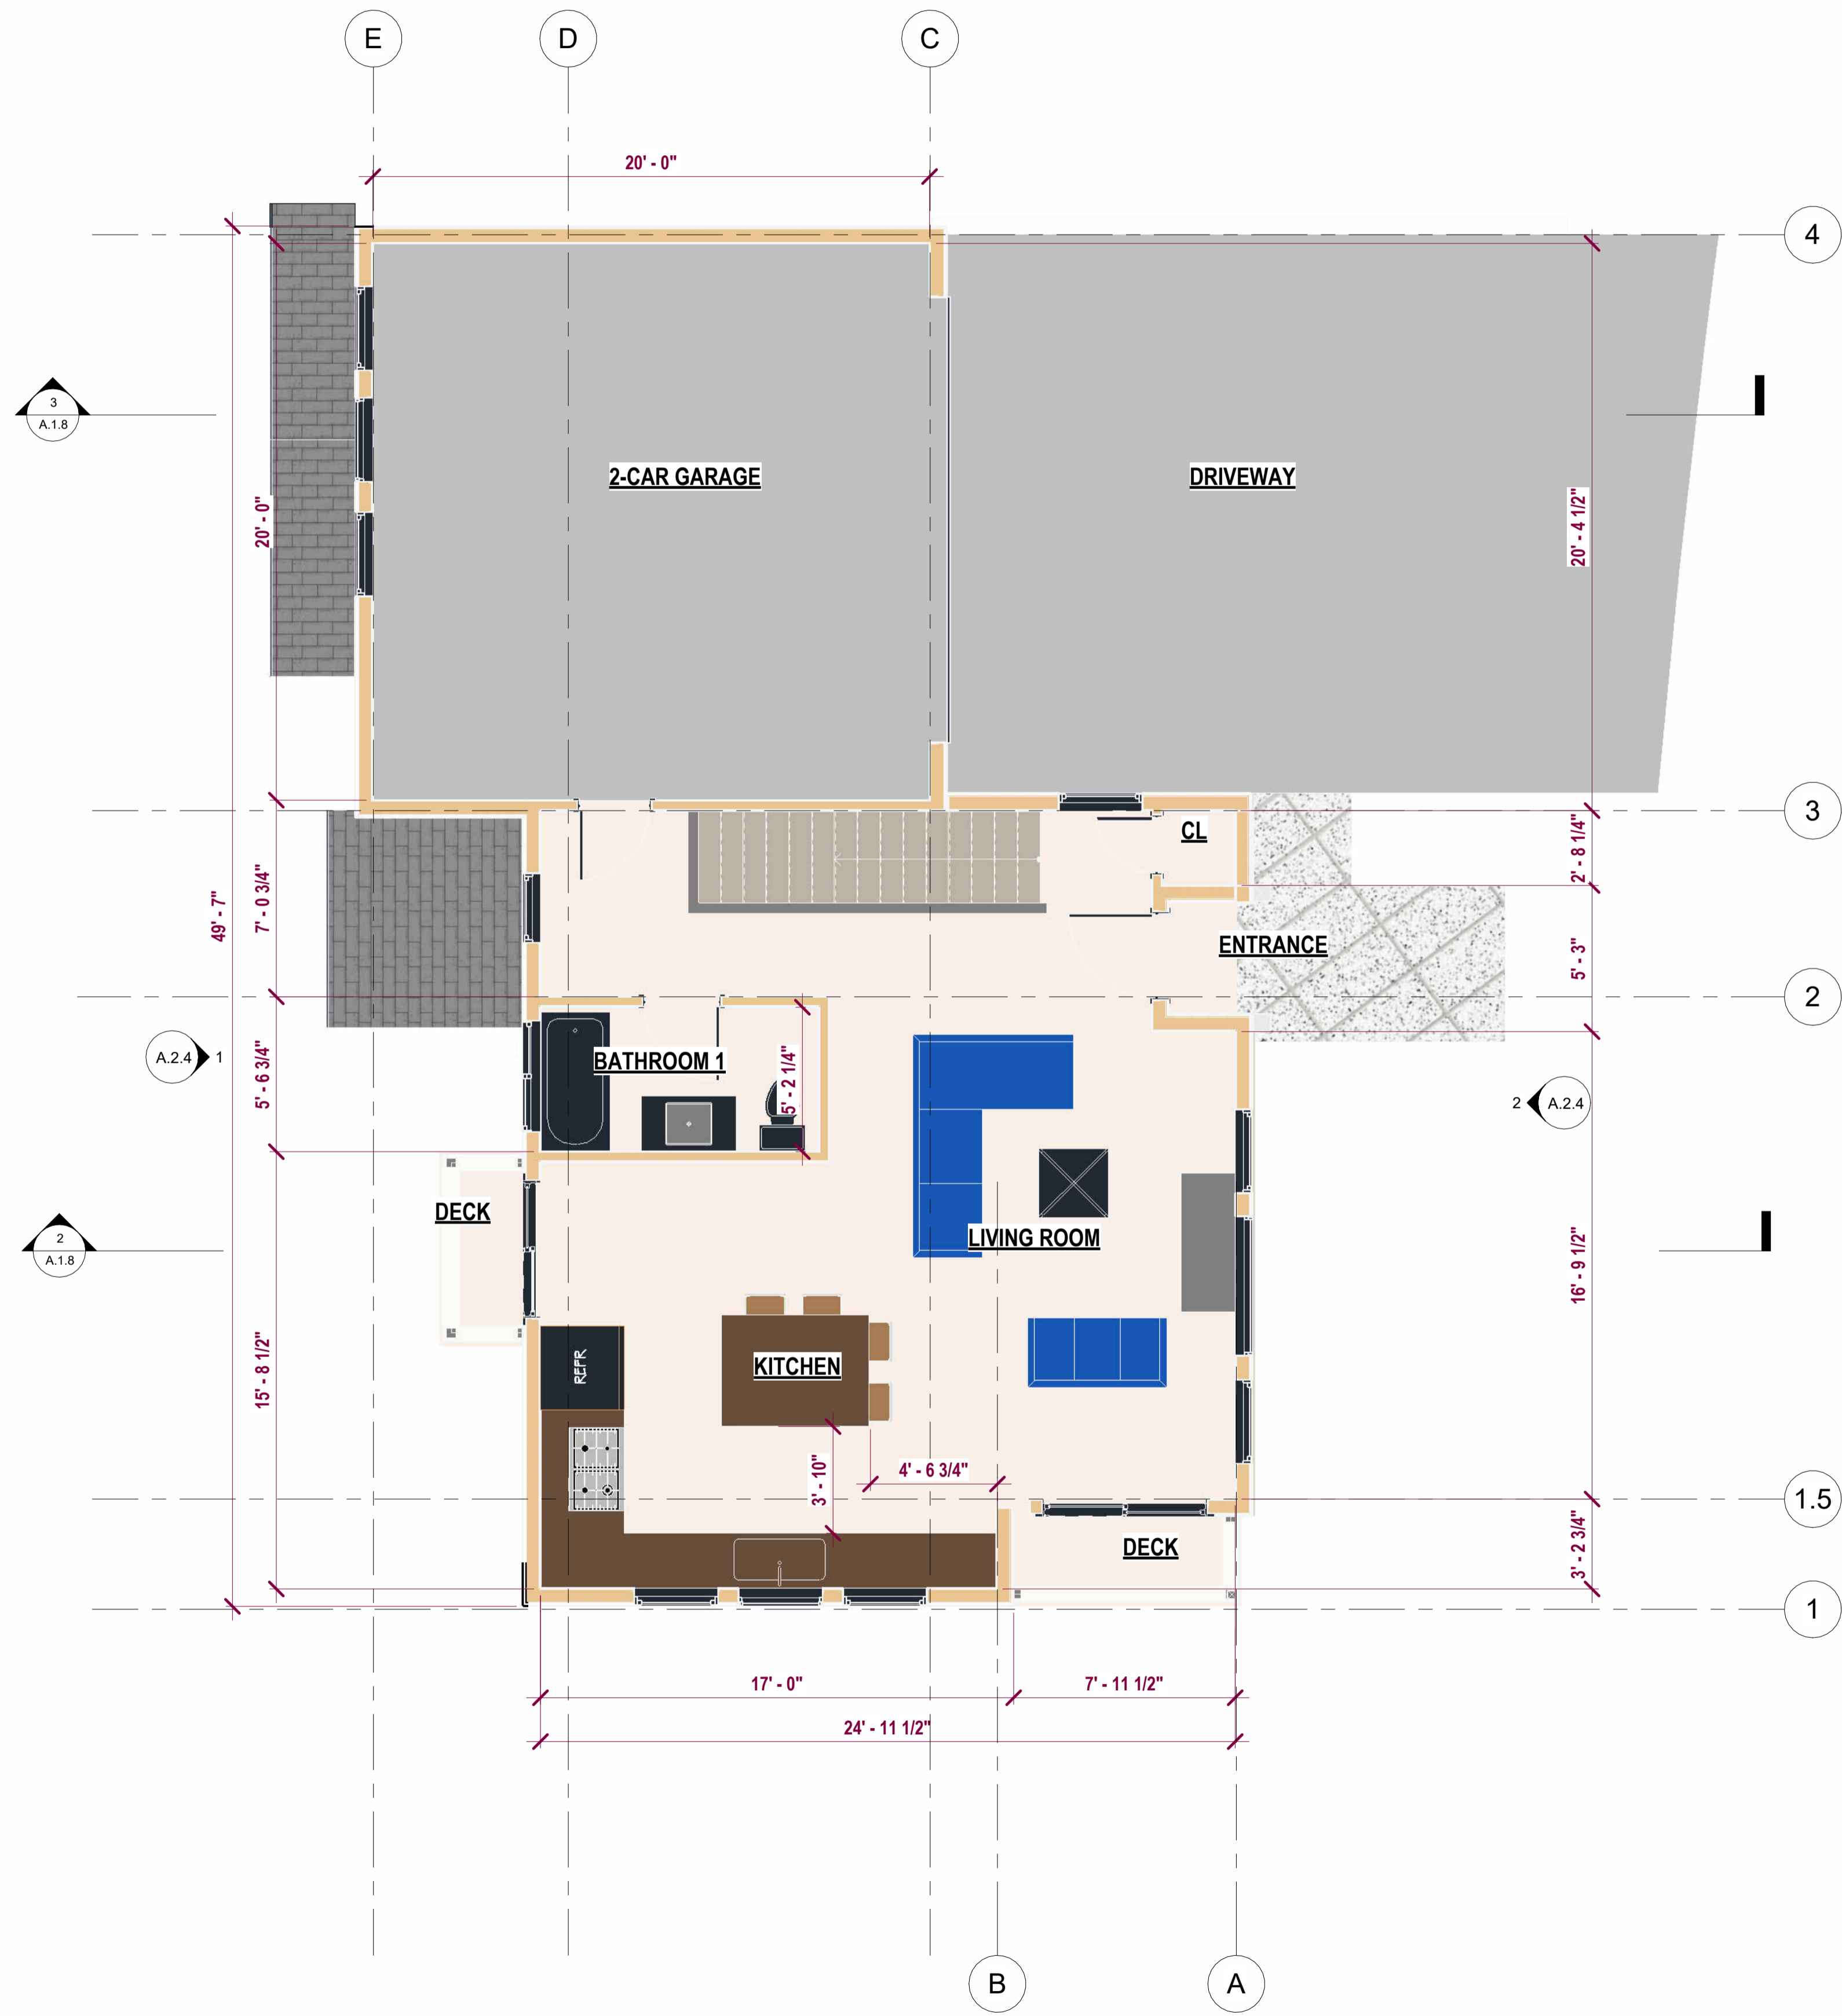 E
D
C
20' - 0"
4
3
A.1.8
2-CAR GARAGE
DRIVEWAY
20' - 0"
20' - 4 1/2"
3
CL
2' - 8 1/4"
7' - 0 3/4"
49' - 7"
ENTRANCE
5' - 3"
2
A.2.4
1
5' - 6 3/4"
BATHROOM 1
5' - 2 1/4"
2
A.2.4
DECK
LIVING ROOM
2
A.1.8
16' - 9 1/2"
15' - 8 1/2"
REFR
KITCHEN
3' - 10"
4' - 6 3/4"
1.5
DECK
3' - 2 3/4"
1
17' - 0"
7' - 11 1/2"
24' - 11 1/2"
B
A